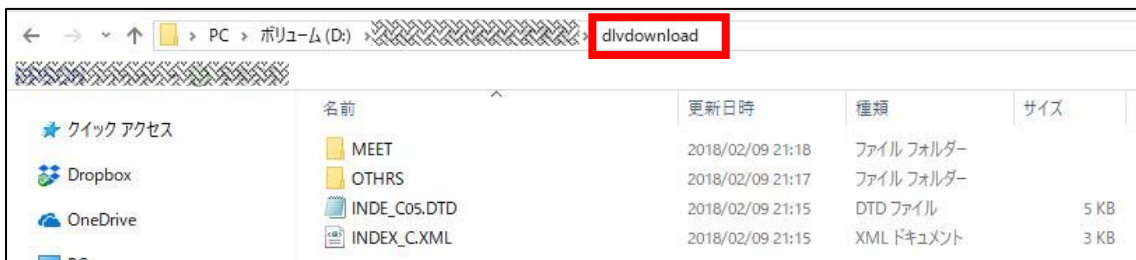 PC › ボリューム (D:) › › dlvdownload
名前 更新日時 種類 サイズ
クイック アクセス
MEET 2018/02/09 21:18 ファイル フォルダー
Dropbox OTHRS 2018/02/09 21:17 ファイル フォルダー
OneDrive INDE_C05.DTD 2018/02/09 21:15 DTD ファイル 5 KB
INDEX_C.XML 2018/02/09 21:15 XML ドキュメント 3 KB